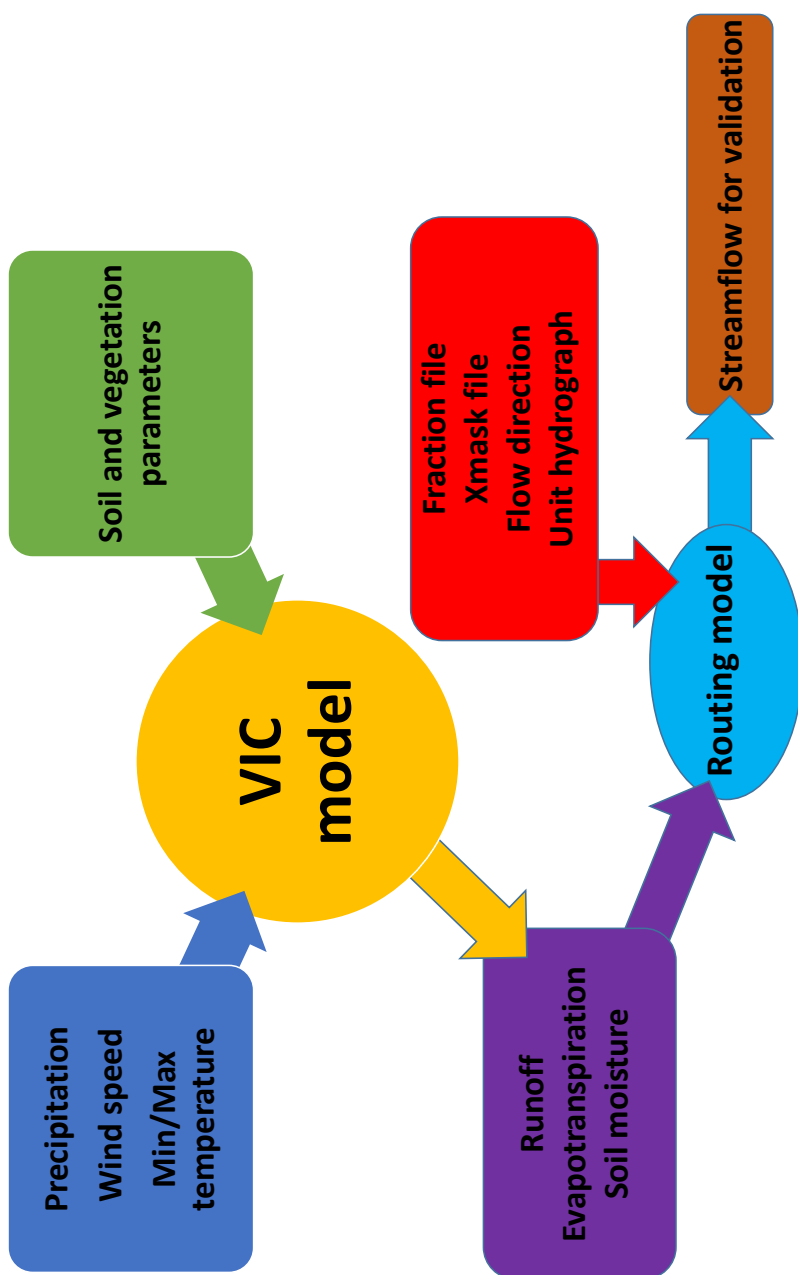 Precipitation
Wind speed
Min/Max
temperature
Soil and vegetation
parameters
VIC
model
Runoff
Evapotranspiration
Soil moisture
Fraction file
Xmask file
Flow direction
Unit hydrograph
Routing model
Streamflow for validation